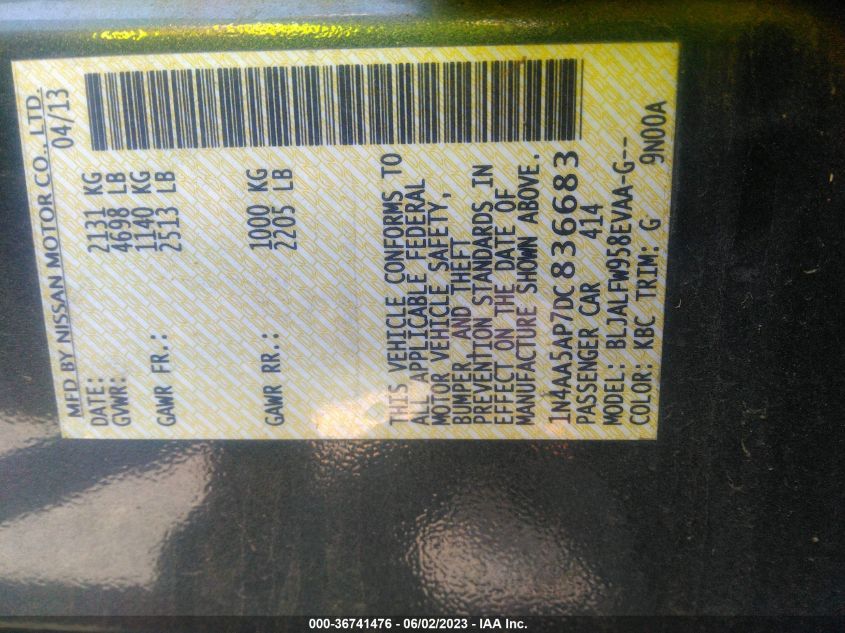 MFD BY NISSAN MOTOR CO., LTD.
DATE: 04/13
GVWR: 2131 KG
4698 LB
GAWR FR.: 1140 KG
2513 LB
GAWR RR.: 1000 KG
2205 LB
THIS VEHICLE CONFORMS TO
ALL APPLICABLE FEDERAL
MOTOR VEHICLE SAFETY,
BUMPER, AND THEFT
PREVENTION STANDARDS IN
EFFECT ON THE DATE OF
MANUFACTURE SHOWN ABOVE.
1N4AA5AP7DC836683
PASSENGER CAR 414
MODEL: BLJALFW958EVAA-G--
COLOR: KBC TRIM: G 9N00A
000-36741476 - 06/02/2023 - IAA Inc.